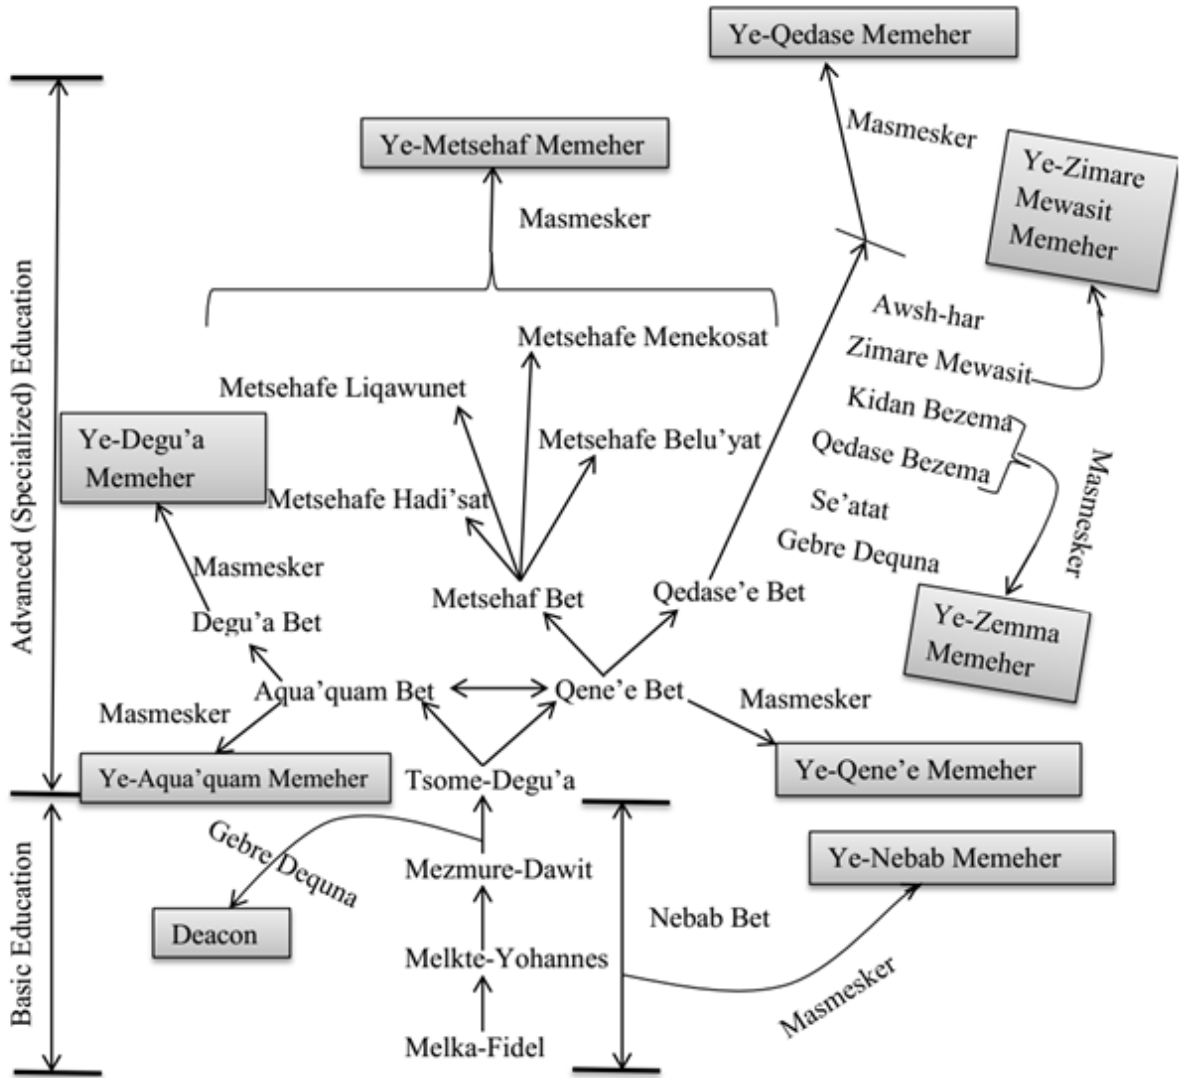 Ye-Qedase Memeher
Masmesker
Ye-Metsehaf Memeher
Masmesker
Ye-Zimare
Mewasit
Memeher
Advanced (Specialized) Education
Awsh-har
Zimare Mewasit
Kidan Bezema
Qedase Bezema
Se'atat
Gebre Dequna
Masmesker
Ye-Zemma
Memeher
Metsehafe Menekosat
Metsehafe Liqawunet
Metsehafe Belu'yat
Metsehafe Hadi'sat
Ye-Degu'a
Memeher
Masmesker
Degu'a Bet
Metsehaf Bet
Qedase'e Bet
Aqua'quam Bet
Qene'e Bet
Masmesker
Masmesker
Ye-Aqua'quam Memeher
Tsome-Degu'a
Ye-Qene'e Memeher
Basic Education
Gebre Dequna
Mezmure-Dawit
Ye-Nebab Memeher
Deacon
Nebab Bet
Melkte-Yohannes
Masmesker
Melka-Fidel